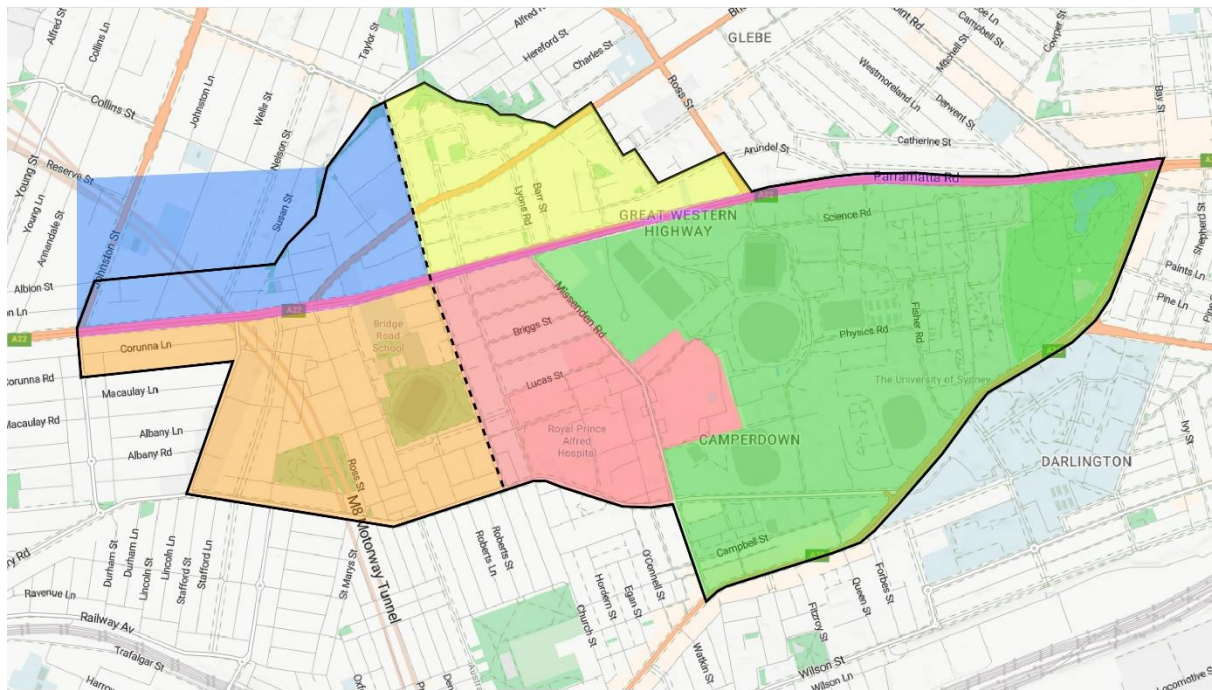 Alfred St
Collins Ln
Johnston Ln
Taylor St
Hereford St
Charles St
GLEBE
Mitchell St
Campbell St
Cowper St
Westmoreland Ln
Derwent St
Bay St
Collins St
Wells St
Nelson St
Ross St
Catherine St
Arundel St
Reserve St
Young St
Young Ln
Annandale St
Johnston St
Susan St
Lyons Rd
Barr St
A22
Parramatta Rd
GREAT WESTERN
HIGHWAY
Science Rd
Shepherd St
Paints Ln
Pine Ln
Albion St
A22
A22
Corunna Ln
Bridge
Road
School
Briggs St
Missenden Rd
Fisher Rd
Physics Rd
Corunna Rd
Macaulay Ln
Macaulay Rd
Lucas St
The University of Sydney
Albany Ln
Albany Rd
Royal Prince
Alfred
Hospital
CAMPERDOWN
DARLINGTON
Ivy St
Ross St
M8 Motorway Tunnel
Campbell St
Durham St
Durham Ln
Lincoln St
Lincoln Ln
Stafford St
Stafford Ln
St Marys St
Roberts St
Roberts Ln
O'Connell St
Egan St
Hordern St
Church St
Forbes St
Queen St
Fitzroy St
Ravenue Ln
Railway Av
Trafalgar St
Watkin St
Wilson St
Wilson Ln